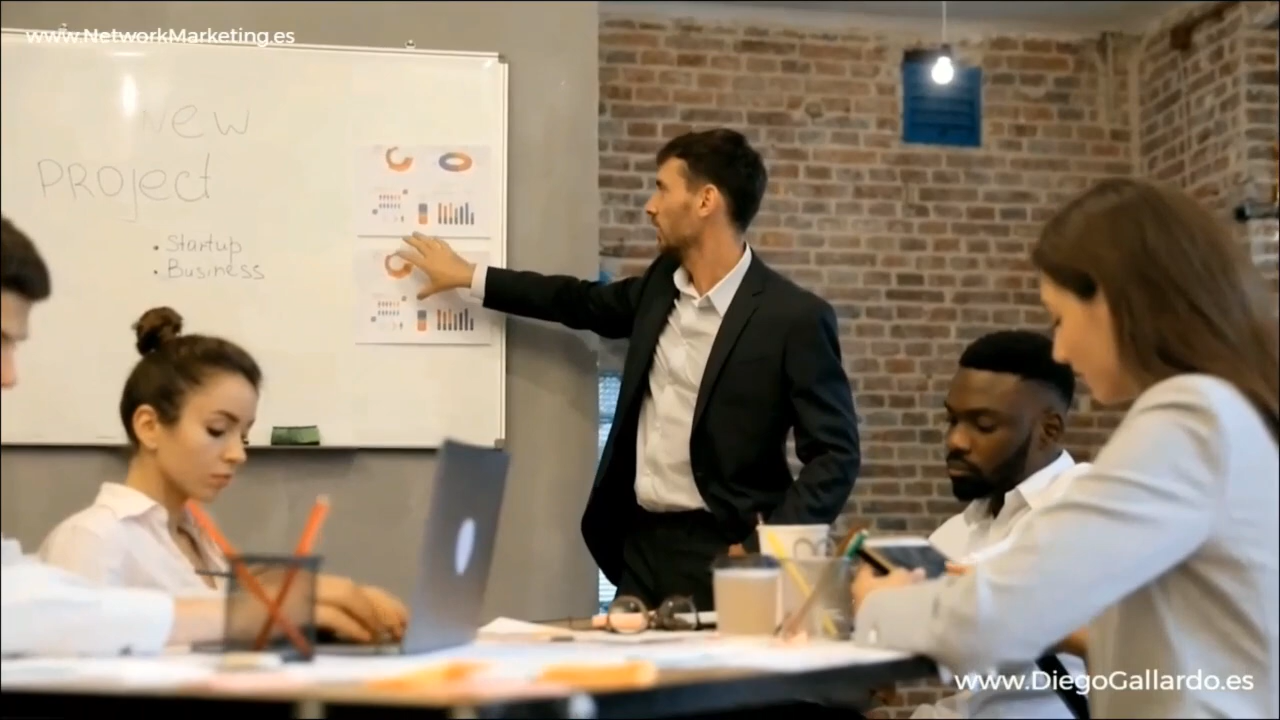 www.NetworkMarketing.es
New
PROject
• Startup
• Business
www.DiegoGallardo.es